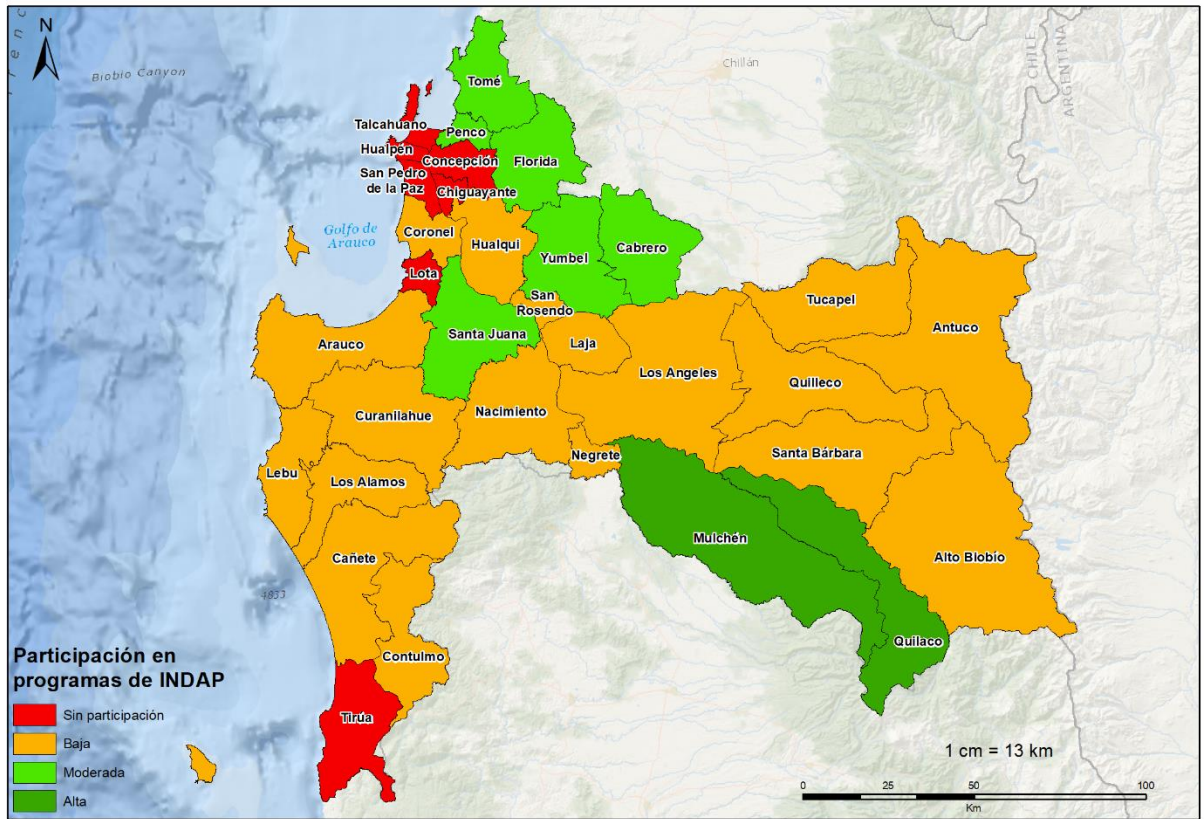 N
Biobio Canyon
Chillán
CHILE
ARGENTINA
Tomé
Talcahuano
Penco
Hualpén
Concepción
Florida
San Pedro
de la Paz
Chiguayante
Golfo de
Arauco
Coronel
Hualqui
Yumbel
Cabrero
Lota
San
Rosendo
Tucapel
Antuco
Arauco
Santa Juana
Laja
Los Angeles
Quilleco
Curanilahue
Nacimiento
Negrete
Santa Bárbara
Lebu
Los Alamos
Mulchén
Cañete
Alto Biobío
4833
Quilaco
Contulmo
Participación en
programas de INDAP
Sin participación
Baja
Moderada
Alta
Tirúa
1 cm = 13 km
0 25 50 100
Km